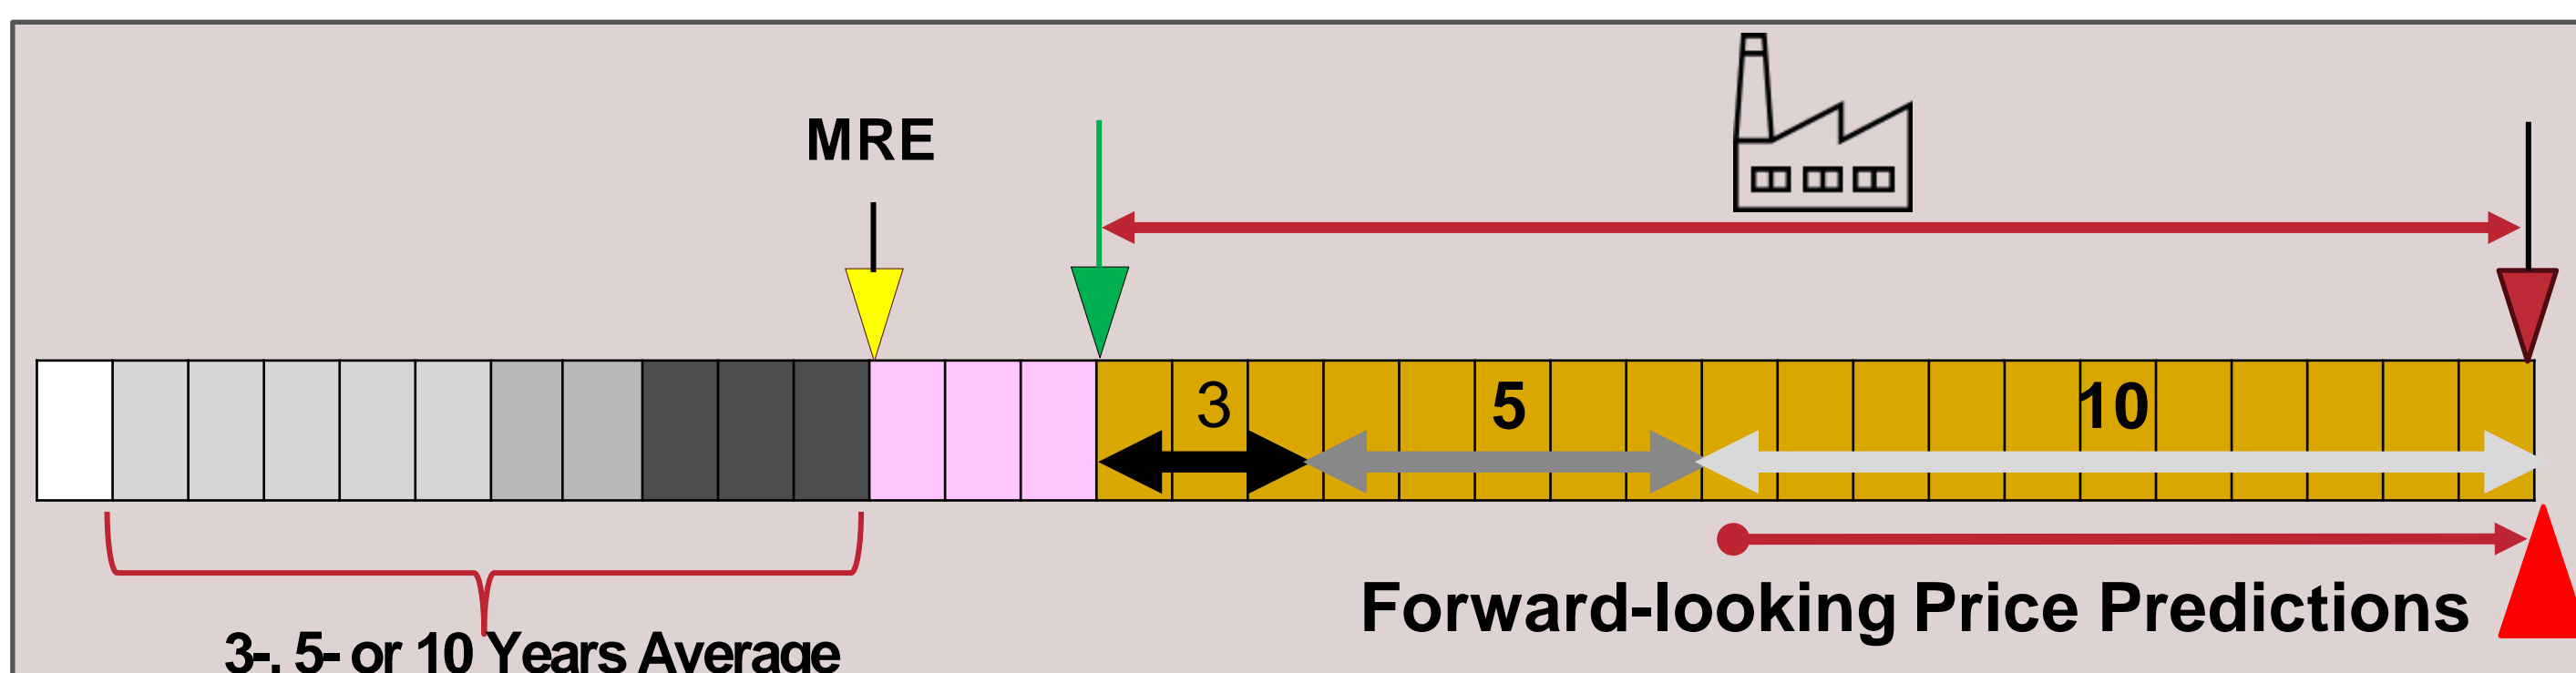 MRE
3 5 10
Forward-looking Price Predictions
3-, 5- or 10 Years Average